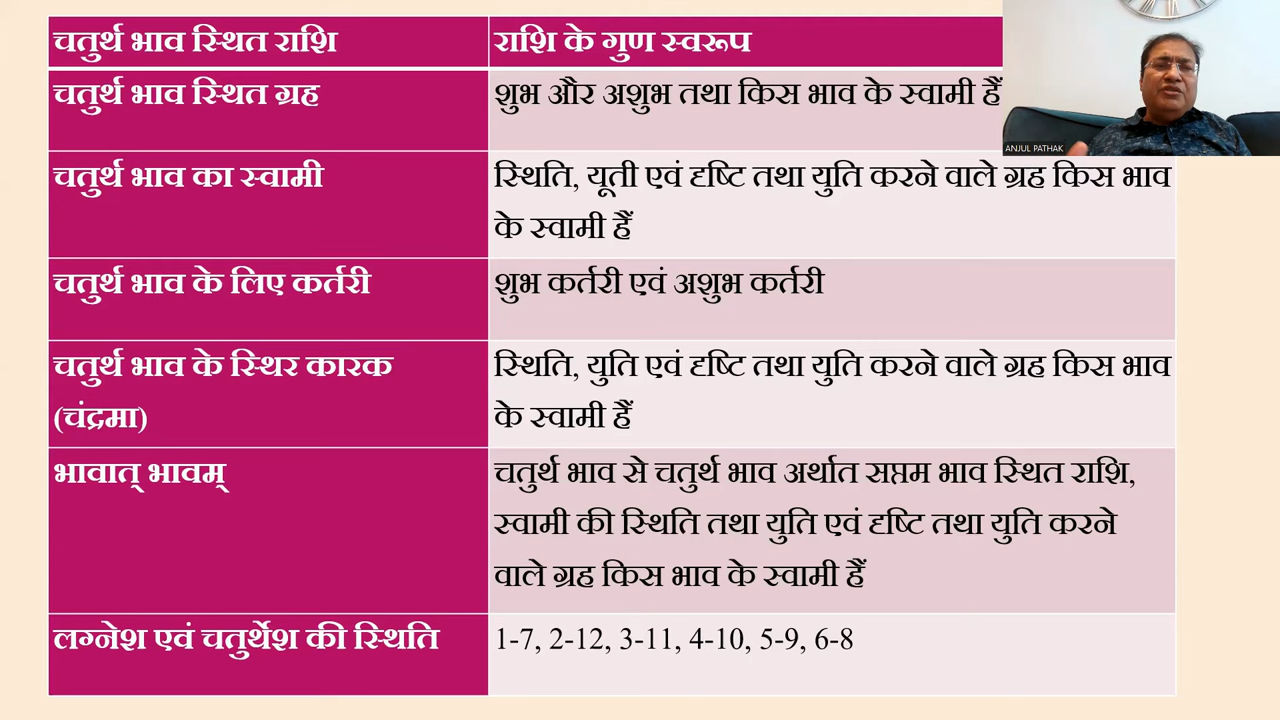 चतुर्थ भाव स्थित राशि
राशि के गुण स्वरूप
चतुर्थ भाव स्थित ग्रह
शुभ और अशुभ तथा किस भाव के स्वामी हैं
ANJUL PATHAK
चतुर्थ भाव का स्वामी
स्थिति, यूती एवं दृष्टि तथा युति करने वाले ग्रह किस भाव
के स्वामी हैं
चतुर्थ भाव के लिए कर्तरी
शुभ कर्तरी एवं अशुभ कर्तरी
चतुर्थ भाव के स्थिर कारक
(चंद्रमा)
स्थिति, युति एवं दृष्टि तथा युति करने वाले ग्रह किस भाव
के स्वामी हैं
भावात् भावम्
चतुर्थ भाव से चतुर्थ भाव अर्थात सप्तम भाव स्थित राशि,
स्वामी की स्थिति तथा युति एवं दृष्टि तथा युति करने
वाले ग्रह किस भाव के स्वामी हैं
लग्नेश एवं चतुर्थेश की स्थिति
1-7, 2-12, 3-11, 4-10, 5-9, 6-8